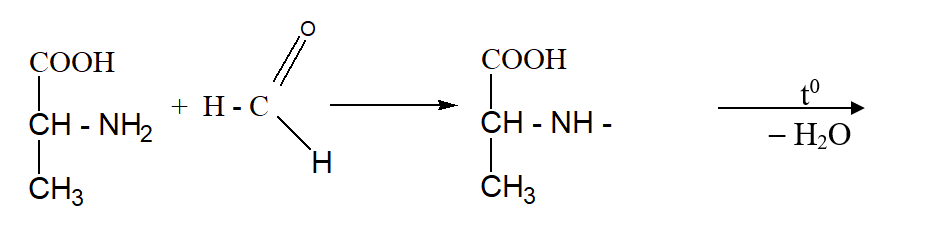 O
COOH COOH
CH - NH₂ + H - C CH - NH - t⁰
– H₂O
H
CH₃ CH₃